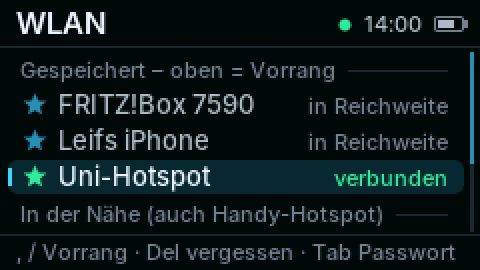 WLAN 14:00
Gespeichert – oben = Vorrang
FRITZ!Box 7590 in Reichweite
Leifs iPhone in Reichweite
Uni-Hotspot verbunden
In der Nähe (auch Handy-Hotspot)
, / Vorrang · Del vergessen · Tab Passwort